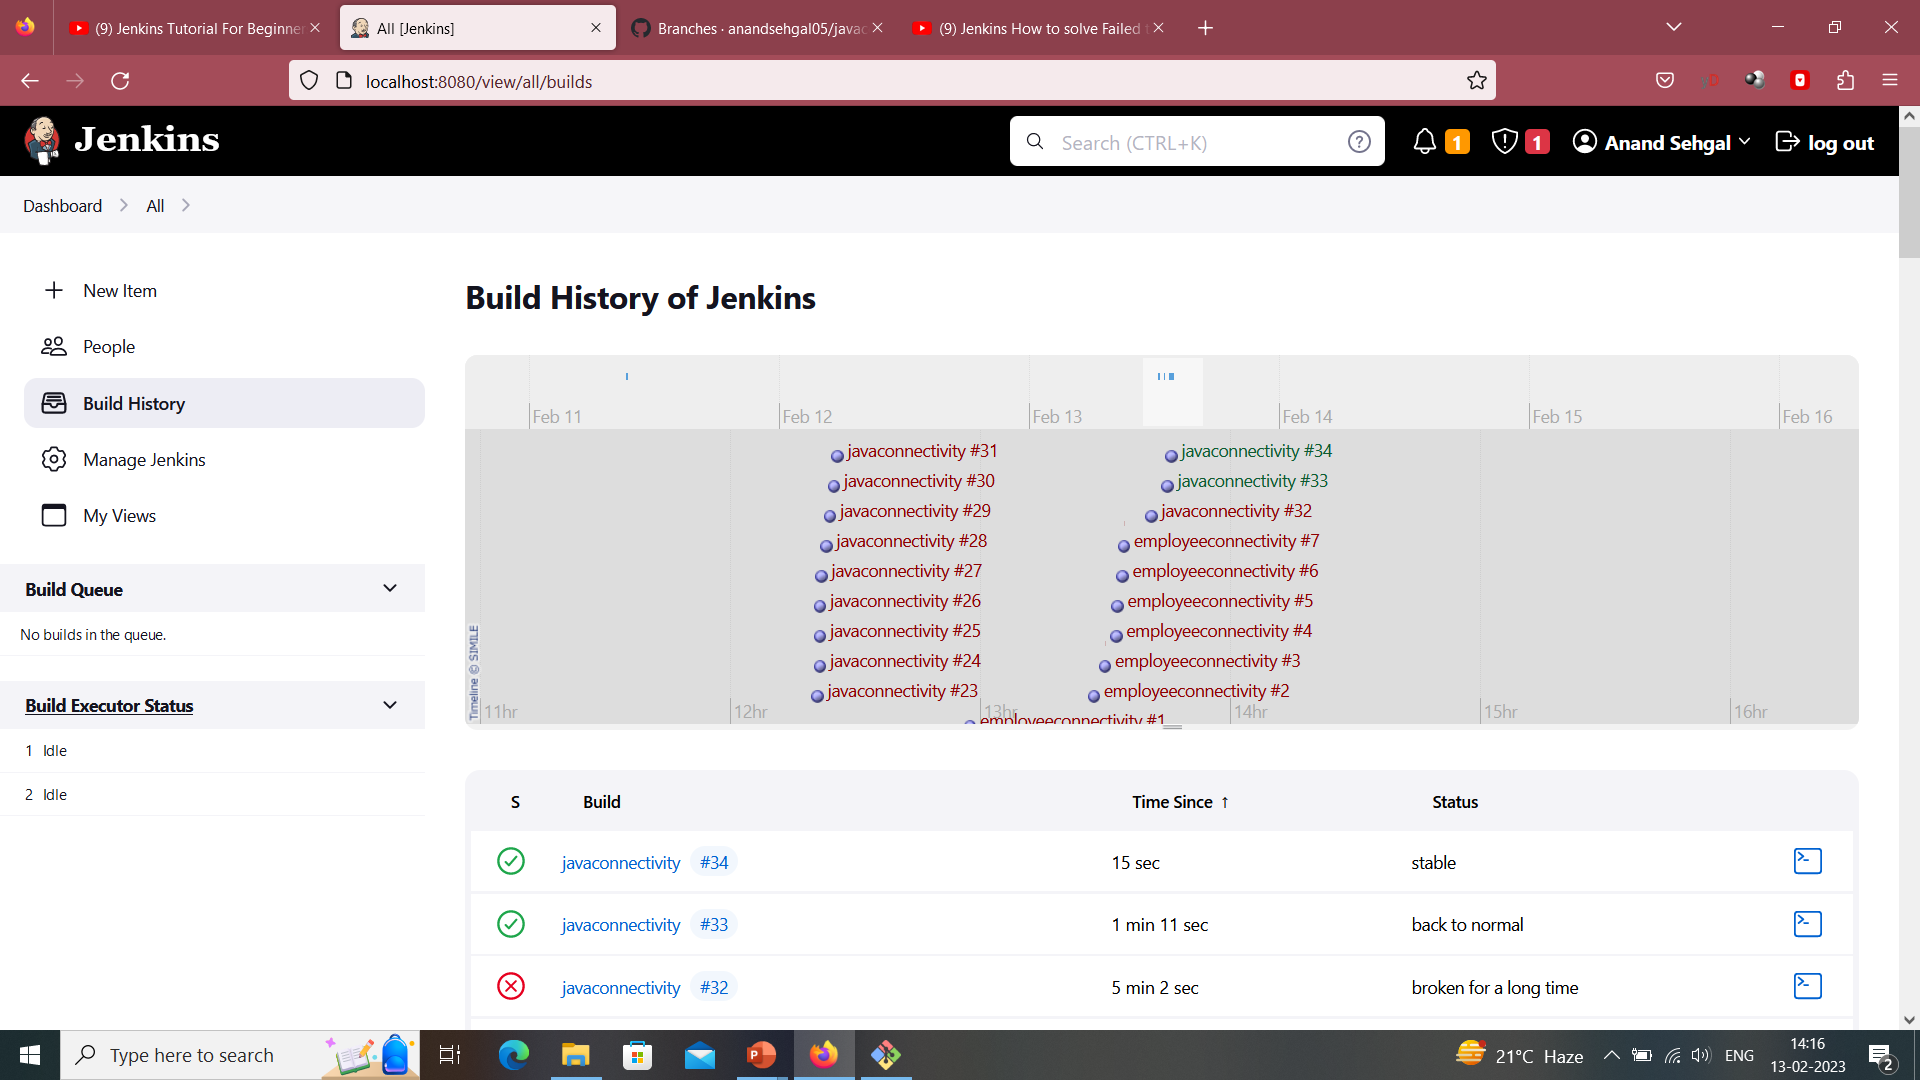 (9) Jenkins Tutorial For Beginner
All [Jenkins]
Branches · anandsehgal05/javac
(9) Jenkins How to solve Failed t
localhost:8080/view/all/builds
Jenkins
Search (CTRL+K)
1
1
Anand Sehgal
log out
Dashboard
All
New Item
People
Build History
Manage Jenkins
My Views
Build Queue
No builds in the queue.
Build Executor Status
1 Idle
2 Idle
Build History of Jenkins
Feb 11
Feb 12
Feb 13
Feb 14
Feb 15
Feb 16
javaconnectivity #31
javaconnectivity #30
javaconnectivity #29
javaconnectivity #28
javaconnectivity #27
javaconnectivity #26
javaconnectivity #25
javaconnectivity #24
javaconnectivity #23
javaconnectivity #34
javaconnectivity #33
javaconnectivity #32
employeeconnectivity #7
employeeconnectivity #6
employeeconnectivity #5
employeeconnectivity #4
employeeconnectivity #3
employeeconnectivity #2
employeeconnectivity #1
Timeline © SIMILE
11hr
12hr
13hr
14hr
15hr
16hr
S Build Time Since ↑ Status
javaconnectivity #34 15 sec stable
javaconnectivity #33 1 min 11 sec back to normal
javaconnectivity #32 5 min 2 sec broken for a long time
Type here to search
21°C Haze
ENG
14:16
13-02-2023
2